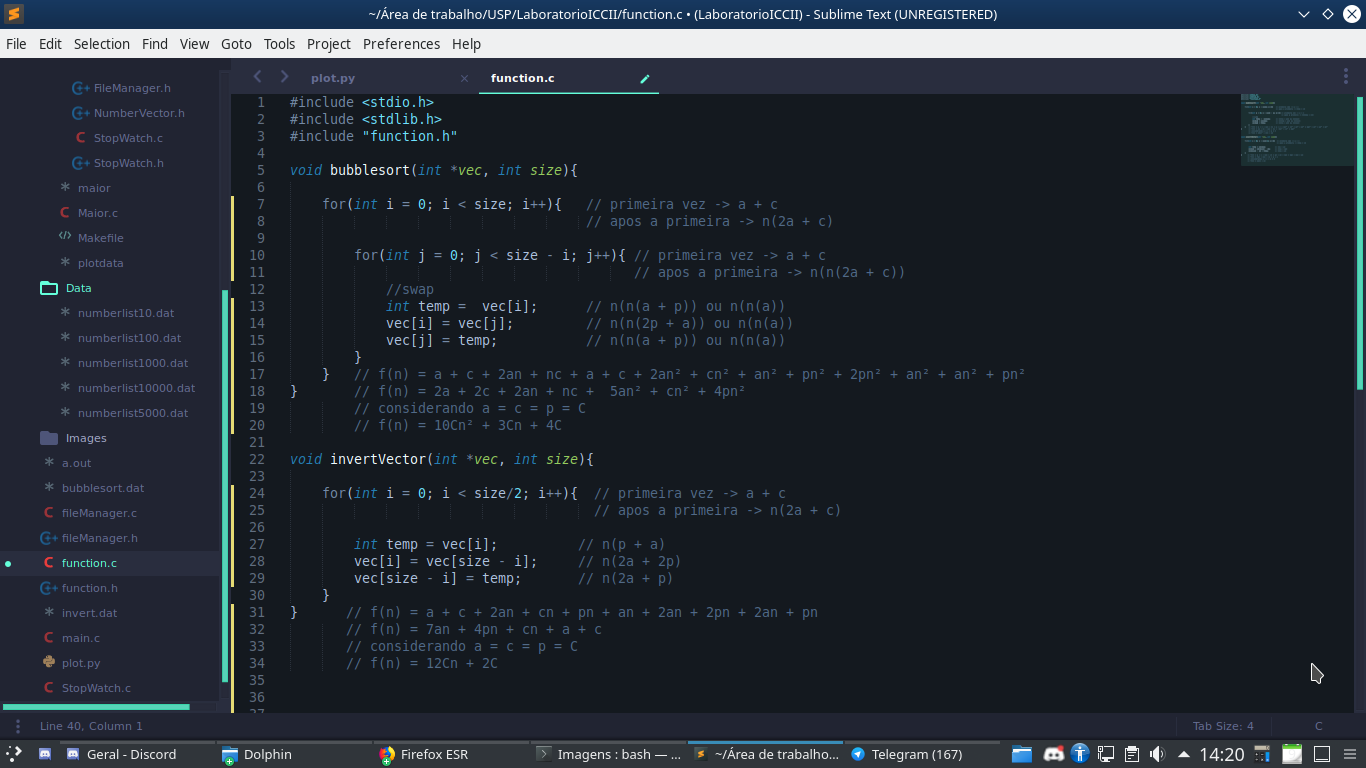 ~/Área de trabalho/USP/LaboratorioICCII/function.c • (LaboratorioICCII) - Sublime Text (UNREGISTERED)
File Edit Selection Find View Goto Tools Project Preferences Help
FileManager.h
NumberVector.h
StopWatch.c
StopWatch.h
maior
Maior.c
Makefile
plotdata
Data
numberlist10.dat
numberlist100.dat
numberlist1000.dat
numberlist10000.dat
numberlist5000.dat
Images
a.out
bubblesort.dat
fileManager.c
fileManager.h
function.c
function.h
invert.dat
main.c
plot.py
StopWatch.c
plot.py function.c
1 #include <stdio.h>
2 #include <stdlib.h>
3 #include "function.h"
4
5 void bubblesort(int *vec, int size){
6
7 for(int i = 0; i < size; i++){ // primeira vez -> a + c
8 // apos a primeira -> n(2a + c)
9
10 for(int j = 0; j < size - i; j++){ // primeira vez -> a + c
11 // apos a primeira -> n(n(2a + c))
12 //swap
13 int temp =  vec[i]; // n(n(a + p)) ou n(n(a))
14 vec[i] = vec[j]; // n(n(2p + a)) ou n(n(a))
15 vec[j] = temp; // n(n(a + p)) ou n(n(a))
16 }
17 } // f(n) = a + c + 2an + nc + a + c + 2an² + cn² + an² + pn² + 2pn² + an² + an² + pn²
18 } // f(n) = 2a + 2c + 2an + nc +  5an² + cn² + 4pn²
19 // considerando a = c = p = C
20 // f(n) = 10Cn² + 3Cn + 4C
21
22 void invertVector(int *vec, int size){
23
24 for(int i = 0; i < size/2; i++){ // primeira vez -> a + c
25 // apos a primeira -> n(2a + c)
26
27 int temp = vec[i]; // n(p + a)
28 vec[i] = vec[size - i]; // n(2a + 2p)
29 vec[size - i] = temp; // n(2a + p)
30 }
31 } // f(n) = a + c + 2an + cn + pn + an + 2an + 2pn + 2an + pn
32 // f(n) = 7an + 4pn + cn + a + c
33 // considerando a = c = p = C
34 // f(n) = 12Cn + 2C
35
36
37
Line 40, Column 1 Tab Size: 4 C
Geral - Discord Dolphin Firefox ESR Imagens : bash — ... ~/Área de trabalho... Telegram (167) 14:20